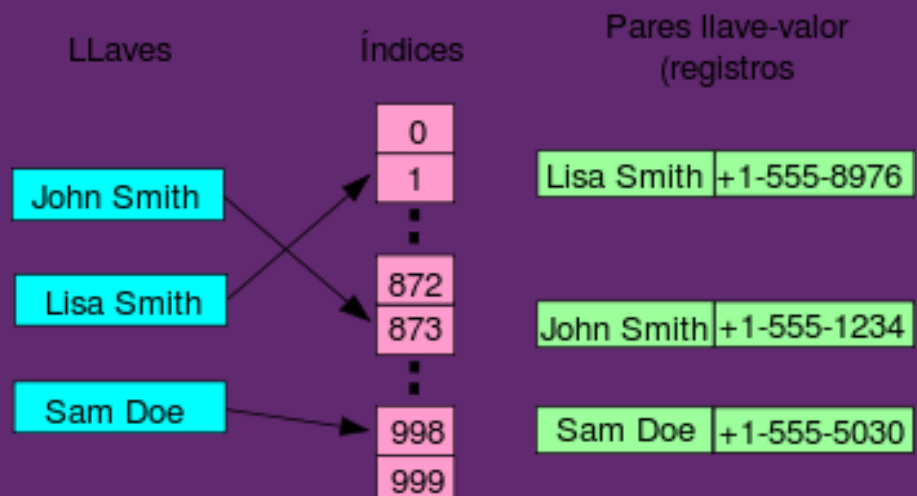 LLaves
Índices
Pares llave-valor
(registros
John Smith
Lisa Smith
Sam Doe
0
1
872
873
998
999
Lisa Smith +1-555-8976
John Smith +1-555-1234
Sam Doe +1-555-5030